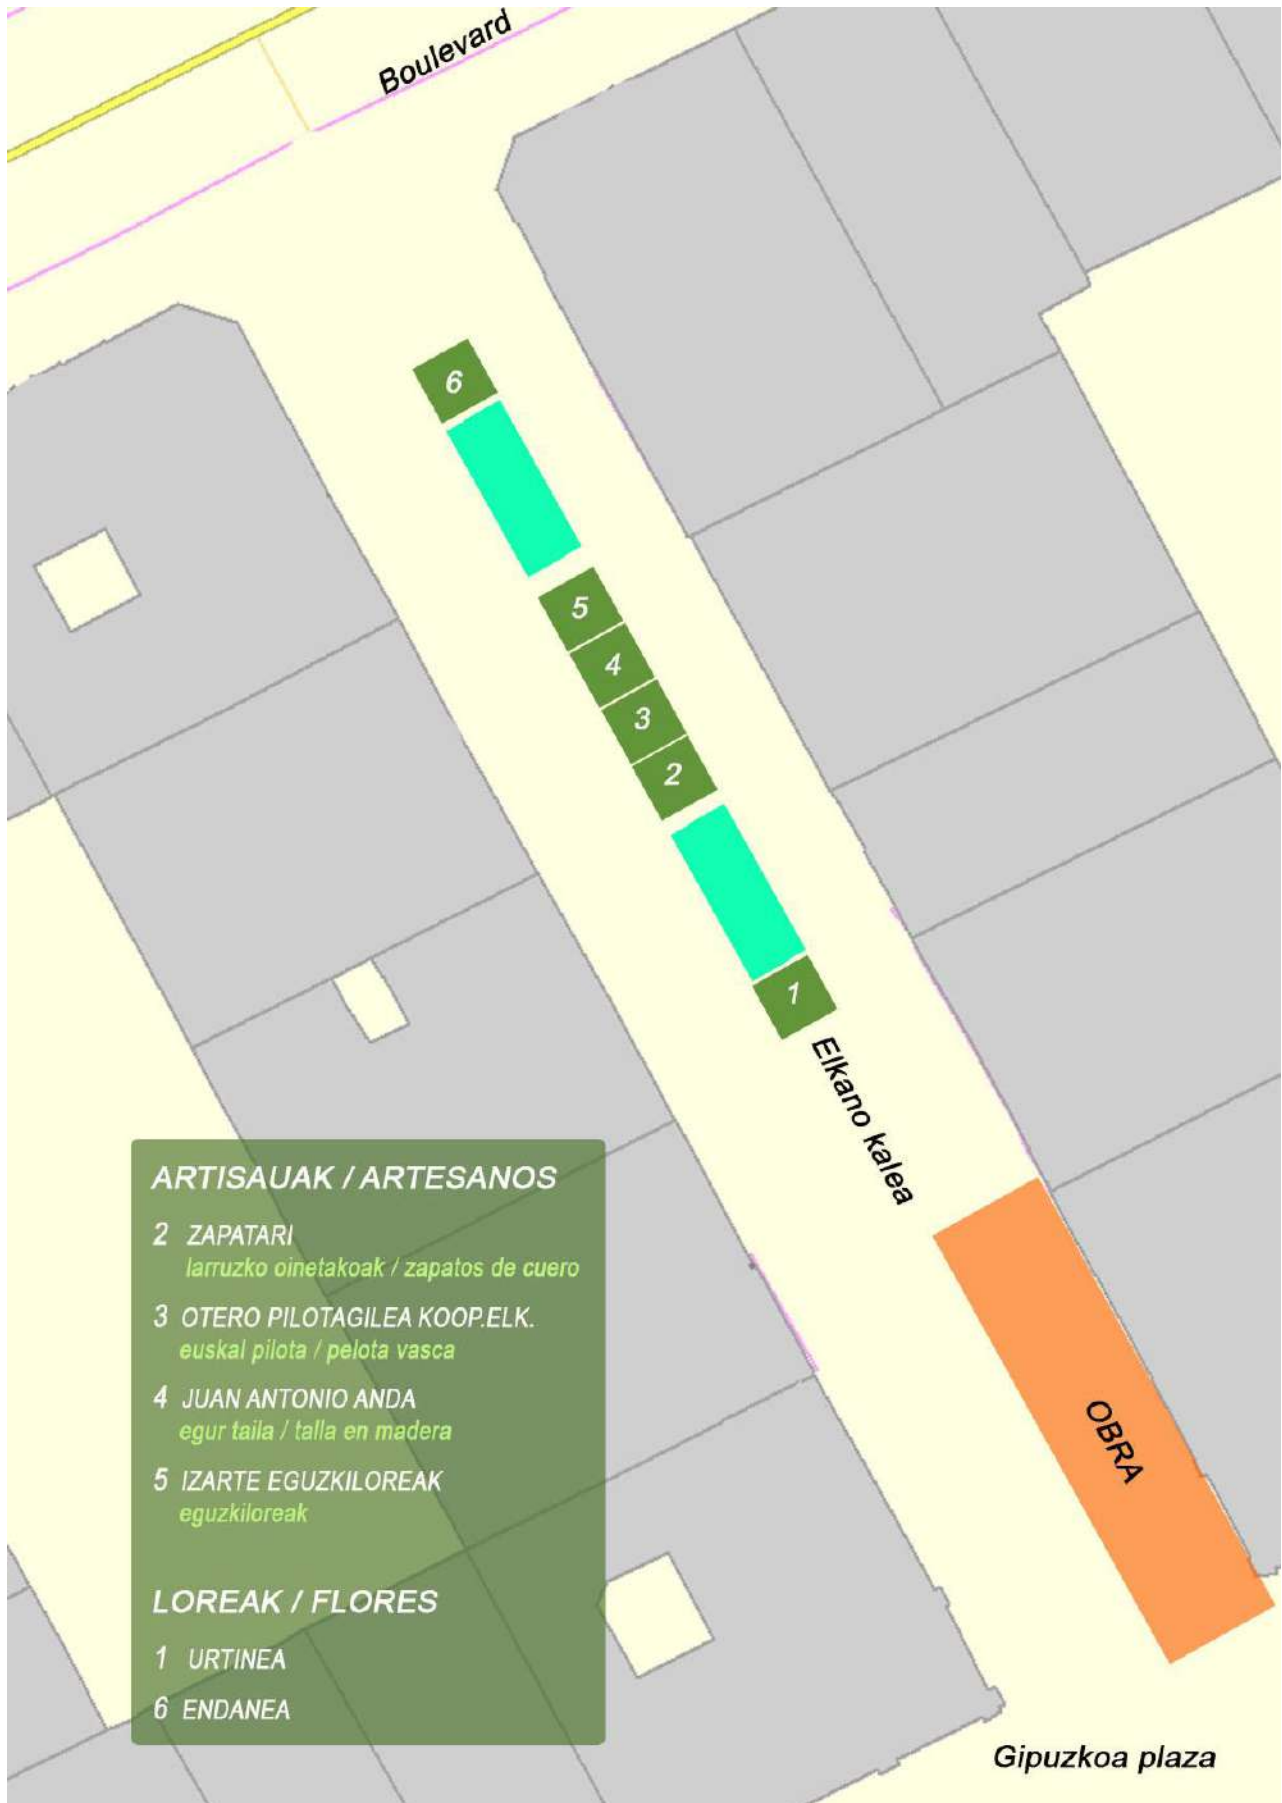 Boulevard
6
5
4
3
2
1
Elkano kalea
ARTISAUAK / ARTESANOS
2 ZAPATARI
larruzko oinetakoak / zapatos de cuero
3 OTERO PILOTAGILEA KOOP.ELK.
euskal pilota / pelota vasca
4 JUAN ANTONIO ANDA
egur taila / talla en madera
5 IZARTE EGUZKILOREAK
eguzkiloreak
LOREAK / FLORES
1 URTINEA
6 ENDANEA
OBRA
Gipuzkoa plaza